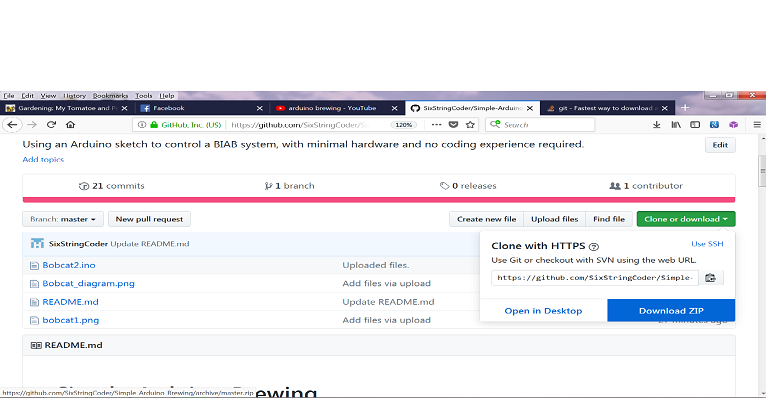 File Edit View History Bookmarks Tools Help
Gardening: My Tomatoe and P
Facebook
arduino brewing - YouTube
SixStringCoder/Simple-Arduin
git - Fastest way to download a
GitHub, Inc. (US) https://github.com/SixStringCoder/S 120% Search
Using an Arduino sketch to control a BIAB system, with minimal hardware and no coding experience required. Edit
Add topics
21 commits 1 branch 0 releases 1 contributor
Branch: master New pull request Create new file Upload files Find file Clone or download
SixStringCoder Update README.md
Clone with HTTPS Use SSH
Use Git or checkout with SVN using the web URL.
https://github.com/SixStringCoder/Simple-
Open in Desktop Download ZIP
Bobcat2.ino Uploaded files.
Bobcat_diagram.png Add files via upload
README.md Update README.md
bobcat1.png Add files via upload
minutes ago
README.md
Brewing
https://github.com/SixStringCoder/Simple_Arduino_Brewing/archive/master.zip